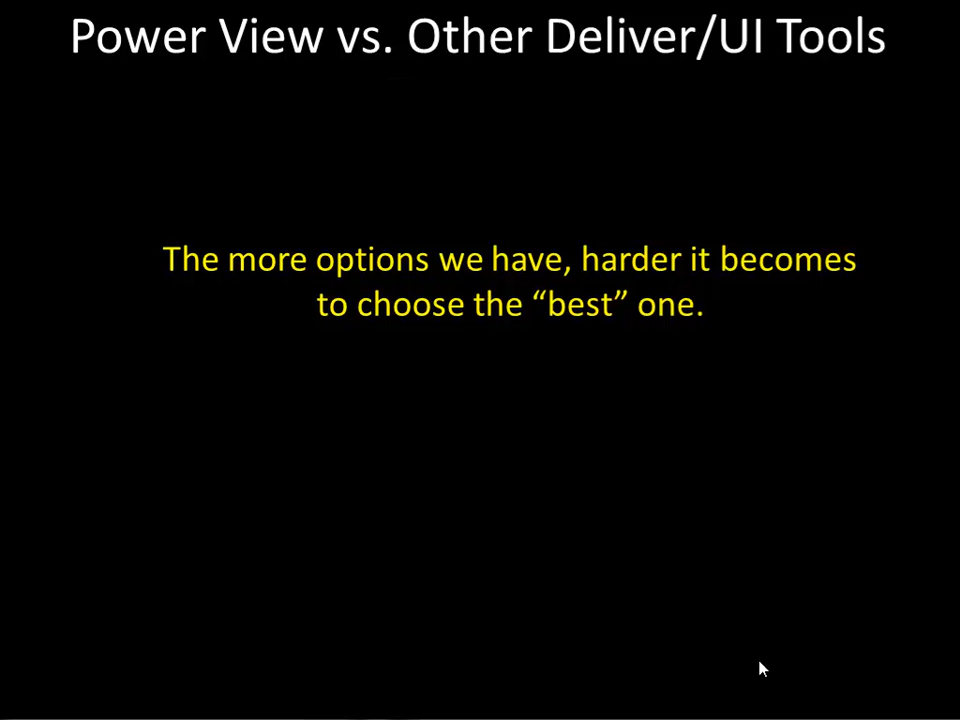 Power View vs. Other Deliver/UI Tools
The more options we have, harder it becomes
to choose the “best” one.